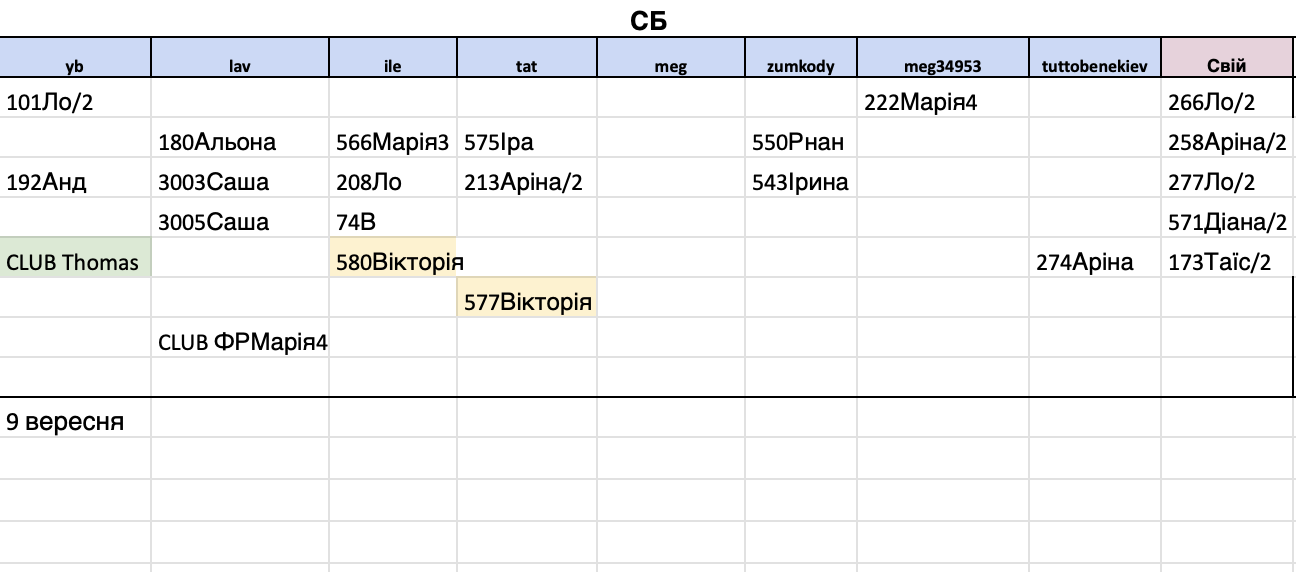 СБ
yb lav ile tat meg zumkody meg34953 tuttobenekiev Свій
101Ло/2 222Марія4 266Ло/2
180Альона 566Марія3 575Іра 550Рнан 258Аріна/2
192Анд 3003Саша 208Ло 213Аріна/2 543Ірина 277Ло/2
3005Саша 74В 571Діана/2
CLUB Thomas 580Вікторія 274Аріна 173Таїс/2
577Вікторія
CLUB ФРМарія4
9 вересня